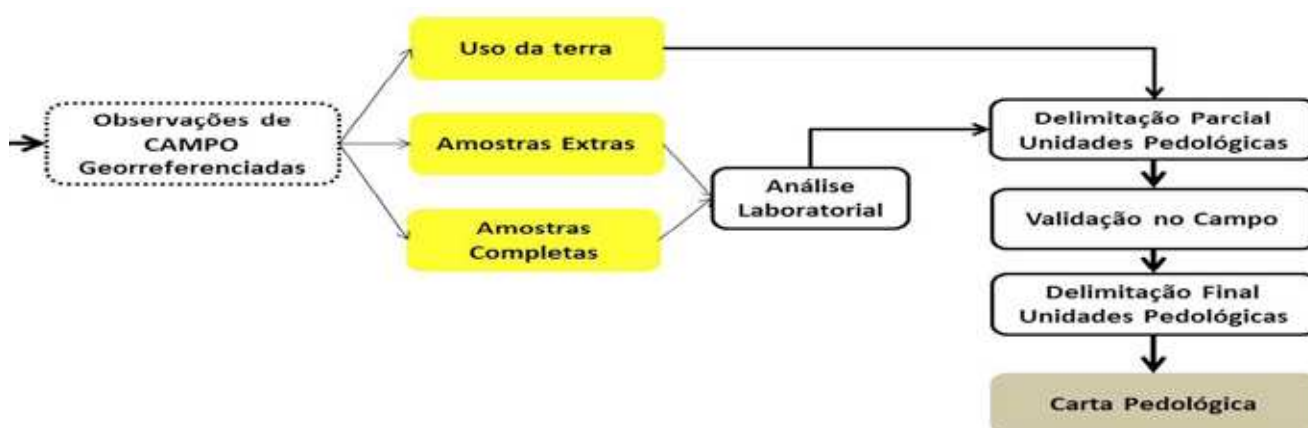 Observações de
CAMPO
Georreferenciadas
Uso da terra
Amostras Extras
Amostras
Completas
Análise
Laboratorial
Delimitação Parcial
Unidades Pedológicas
Validação no Campo
Delimitação Final
Unidades Pedológicas
Carta Pedológica